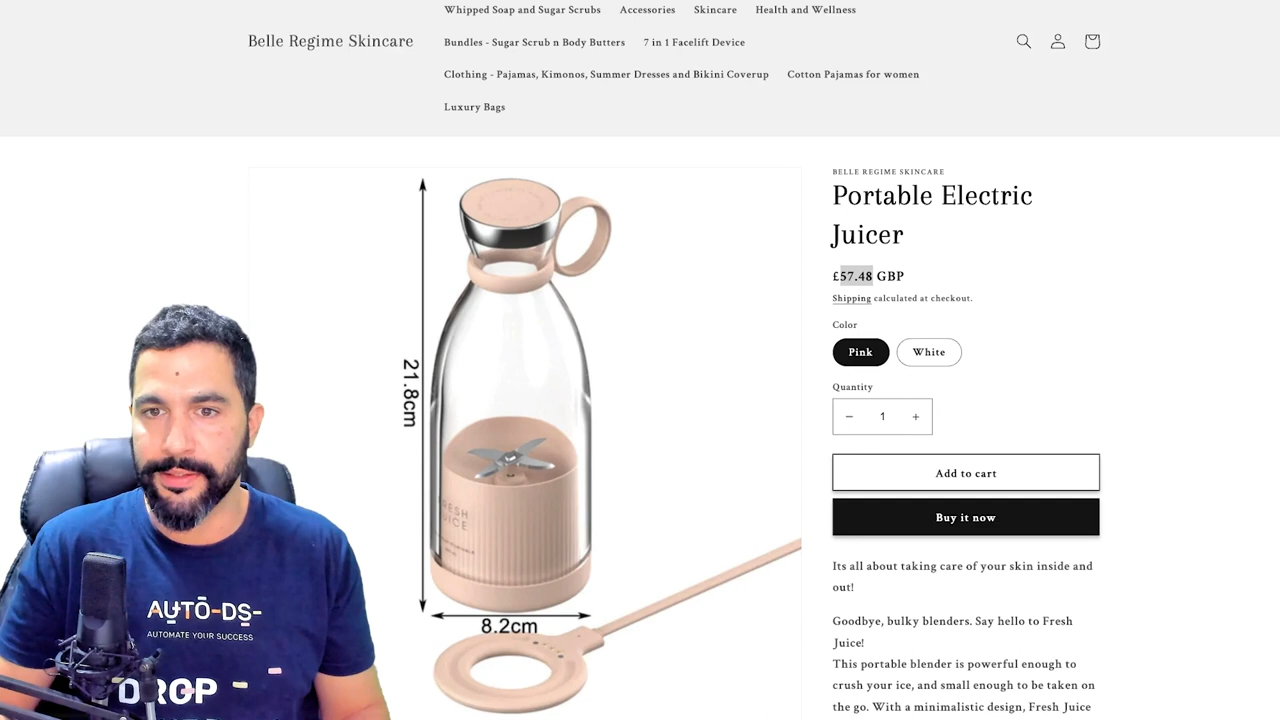 Whipped Soap and Sugar Scrubs Accessories Skincare Health and Wellness
Belle Regime Skincare
Bundles - Sugar Scrub n Body Butters 7 in 1 Facelift Device
Clothing - Pajamas, Kimonos, Summer Dresses and Bikini Coverup Cotton Pajamas for women
Luxury Bags
21.8cm
8.2cm
BELLE REGIME SKINCARE
Portable Electric
Juicer
£57.48 GBP
Shipping calculated at checkout.
Color
Pink White
Quantity
− 1 +
Add to cart
Buy it now
Its all about taking care of your skin inside and
out!
Goodbye, bulky blenders. Say hello to Fresh
Juice!
This portable blender is powerful enough to
crush your ice, and small enough to be taken on
the go. With a minimalistic design, Fresh Juice
AUTO-DS-
AUTOMATE YOUR SUCCESS
DROP